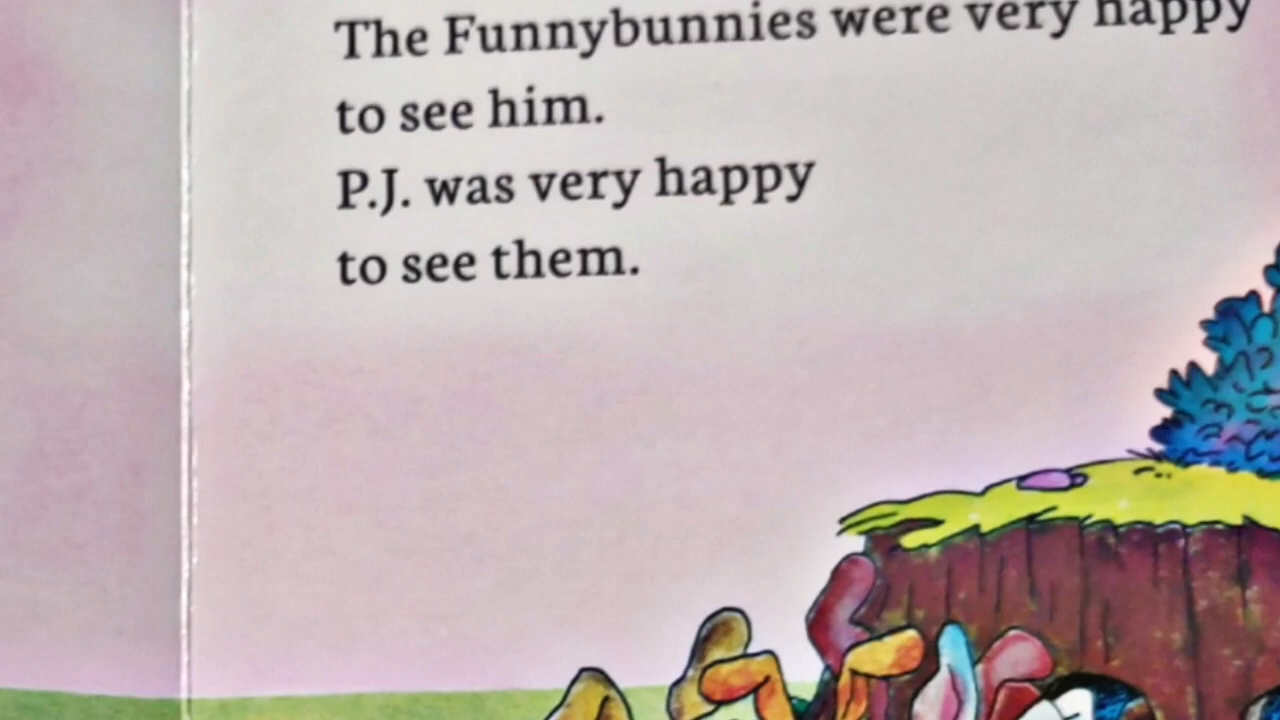 The Funnybunnies were very happy
to see him.
P.J. was very happy
to see them.